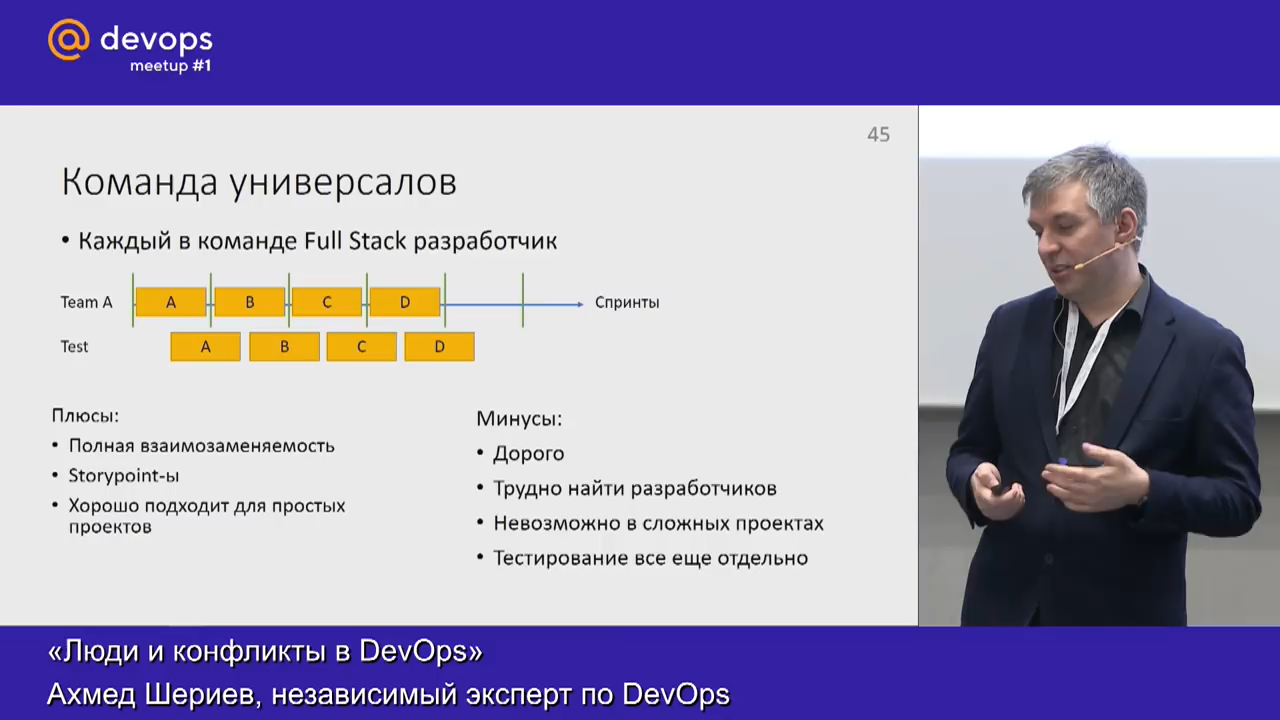 @ devops
meetup #1
45
Команда универсалов
• Каждый в команде Full Stack разработчик
Team A A B C D Спринты
Test A B C D
Плюсы:
• Полная взаимозаменяемость
• Storypoint-ы
• Хорошо подходит для простых
проектов
Минусы:
• Дорого
• Трудно найти разработчиков
• Невозможно в сложных проектах
• Тестирование все еще отдельно
«Люди и конфликты в DevOps»
Ахмед Шериев, независимый эксперт по DevOps